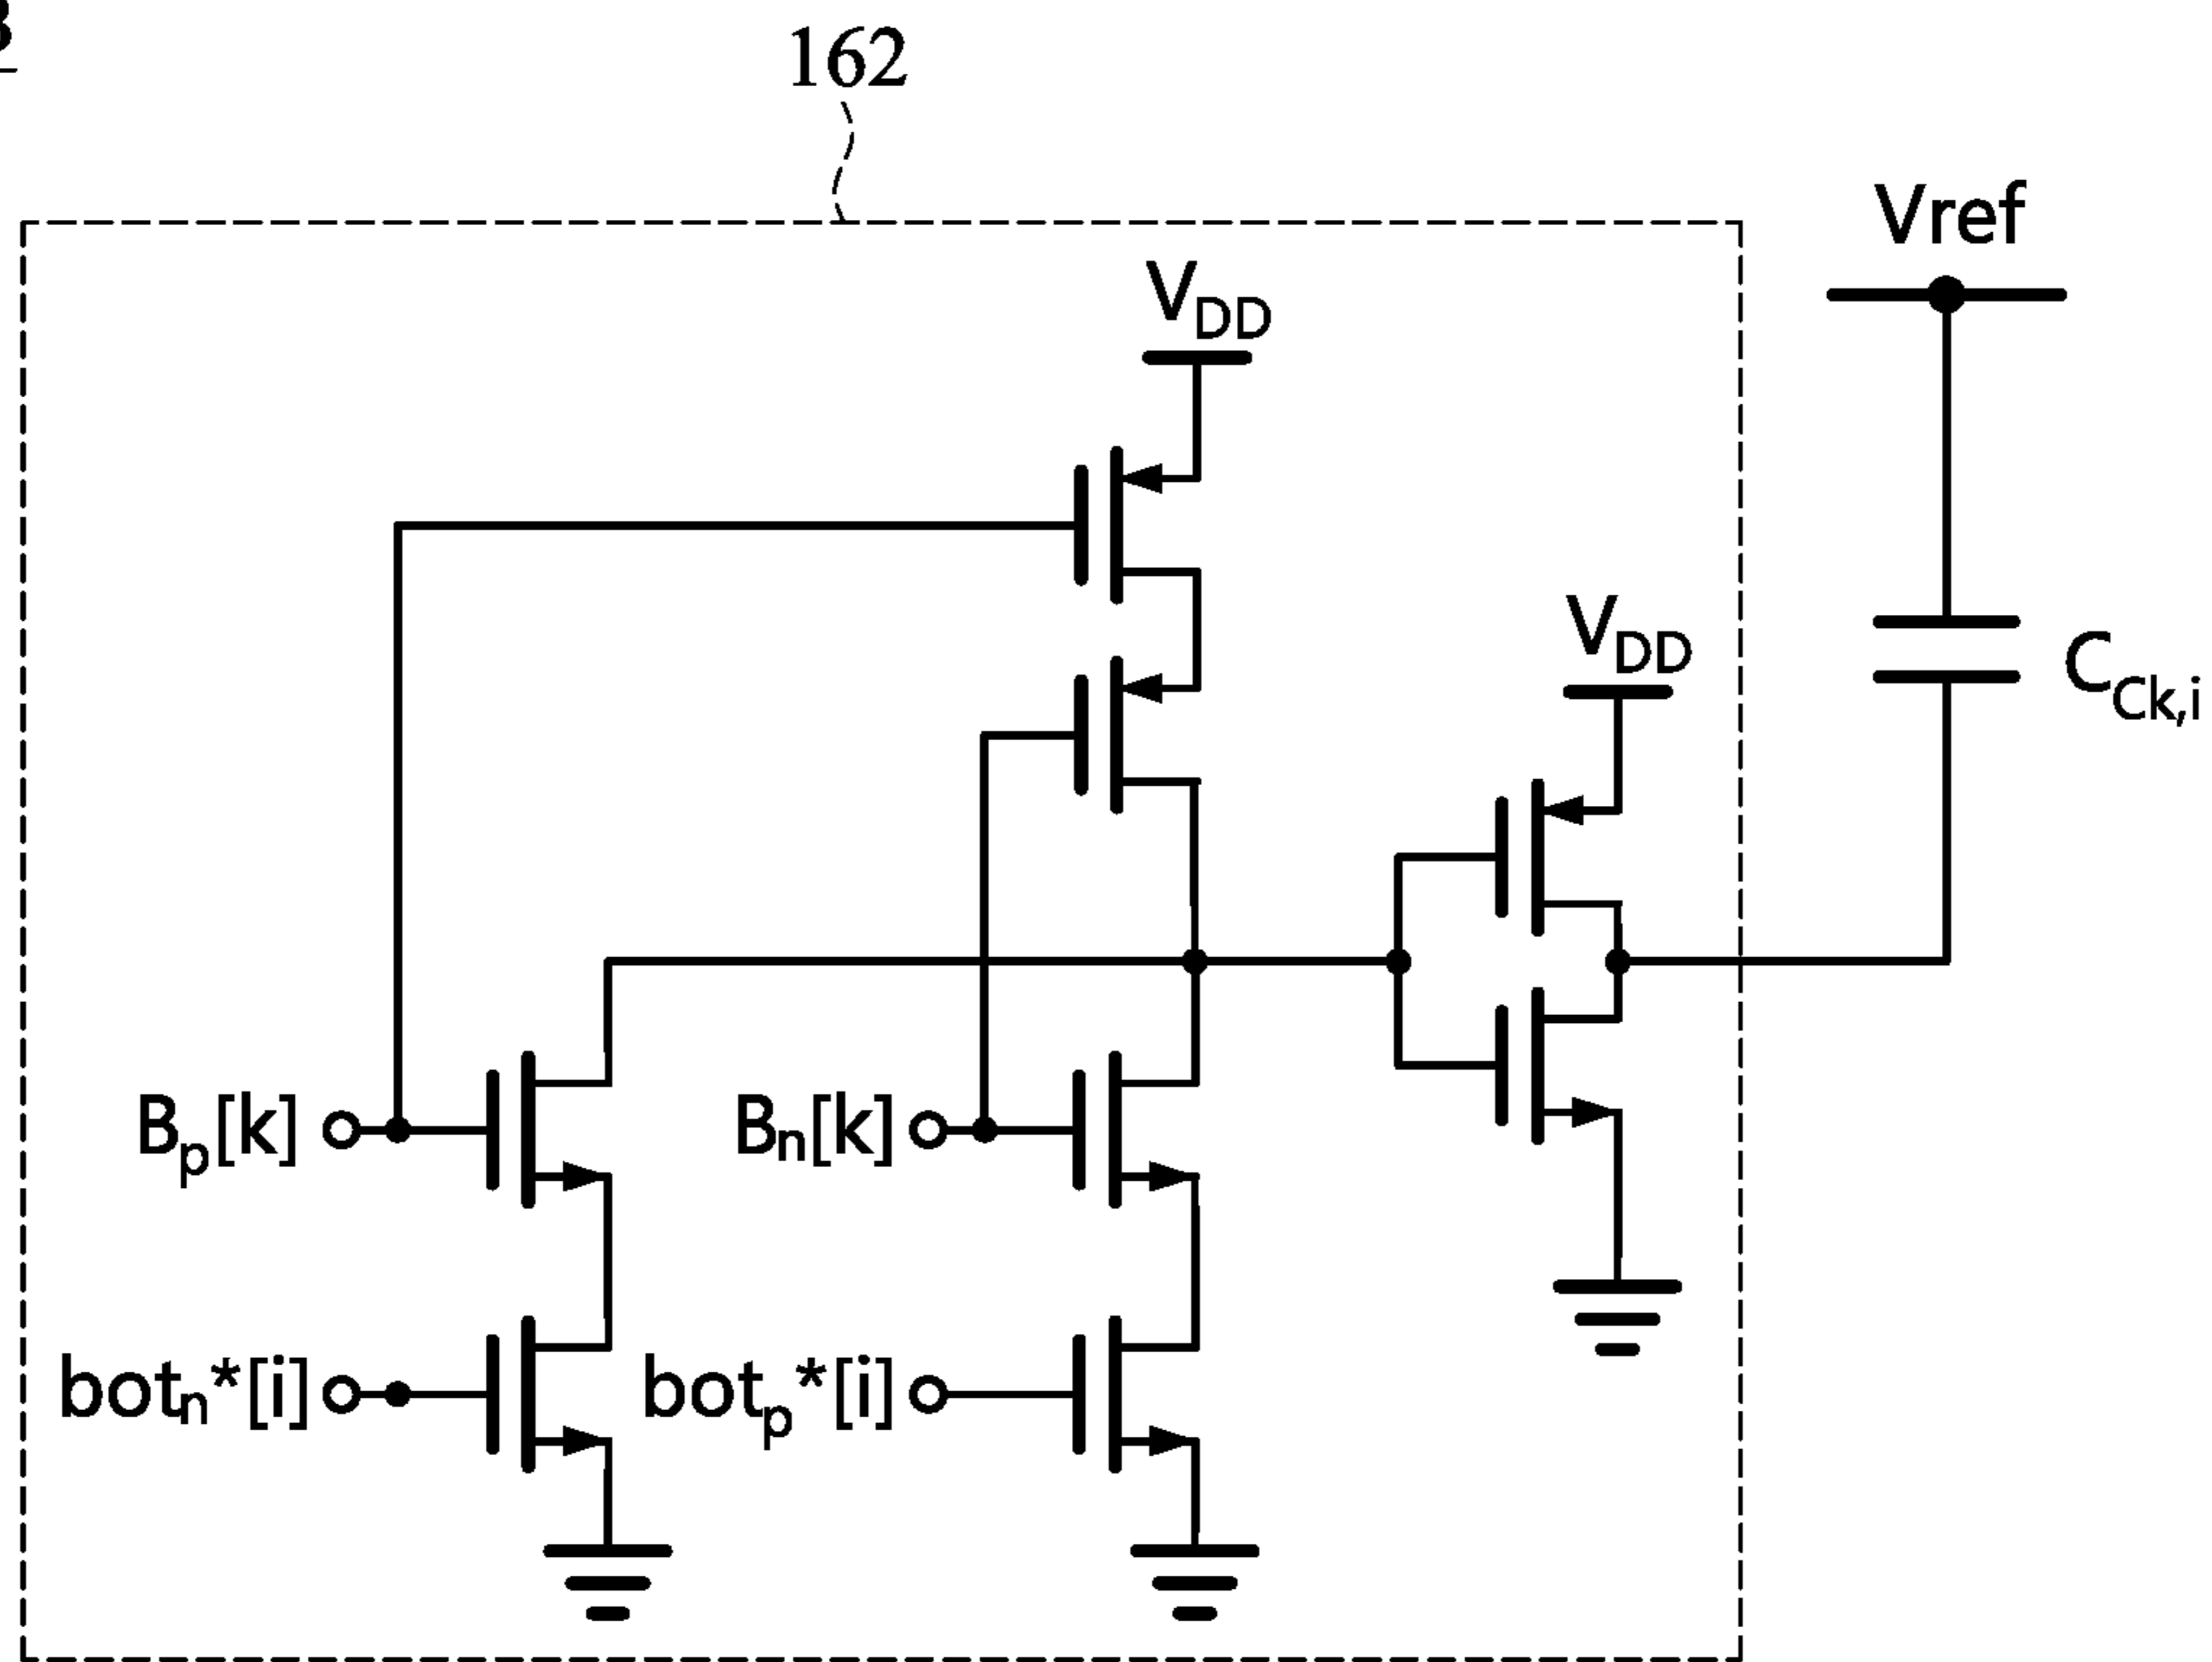 162
Vref
VDD
VDD
CCk,i
Bp[k]
Bn[k]
botn*[i]
botp*[i]